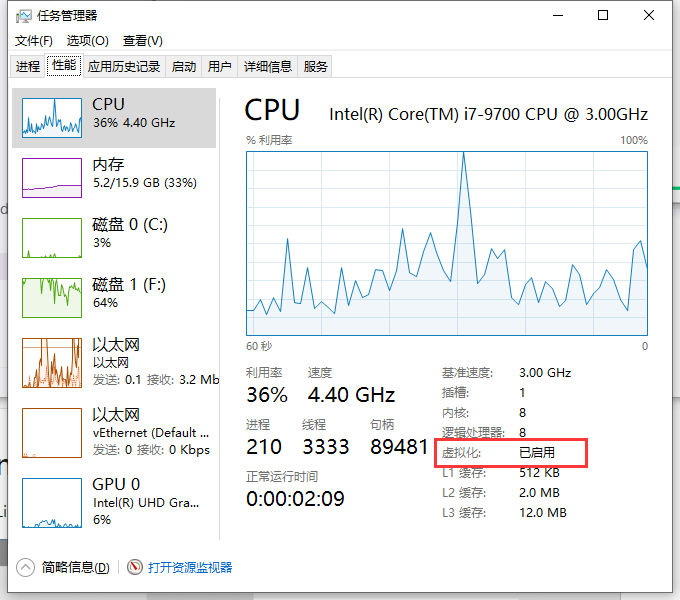 任务管理器
文件(F) 选项(O) 查看(V)
进程 性能 应用历史记录 启动 用户 详细信息 服务
CPU
36% 4.40 GHz
内存
5.2/15.9 GB (33%)
磁盘 0 (C:)
3%
磁盘 1 (F:)
64%
以太网
以太网
发送: 0.1 接收: 3.2 Mb
以太网
vEthernet (Default ...
发送: 0 接收: 0 Kbps
GPU 0
Intel(R) UHD Gra...
6%
CPU Intel(R) Core(TM) i7-9700 CPU @ 3.00GHz
% 利用率 100%
60 秒 0
利用率 速度
36% 4.40 GHz
进程 线程 句柄
210 3333 89481
正常运行时间
0:00:02:09
基准速度: 3.00 GHz
插槽: 1
内核: 8
逻辑处理器: 8
虚拟化: 已启用
L1 缓存: 512 KB
L2 缓存: 2.0 MB
L3 缓存: 12.0 MB
简略信息(D) 打开资源监视器